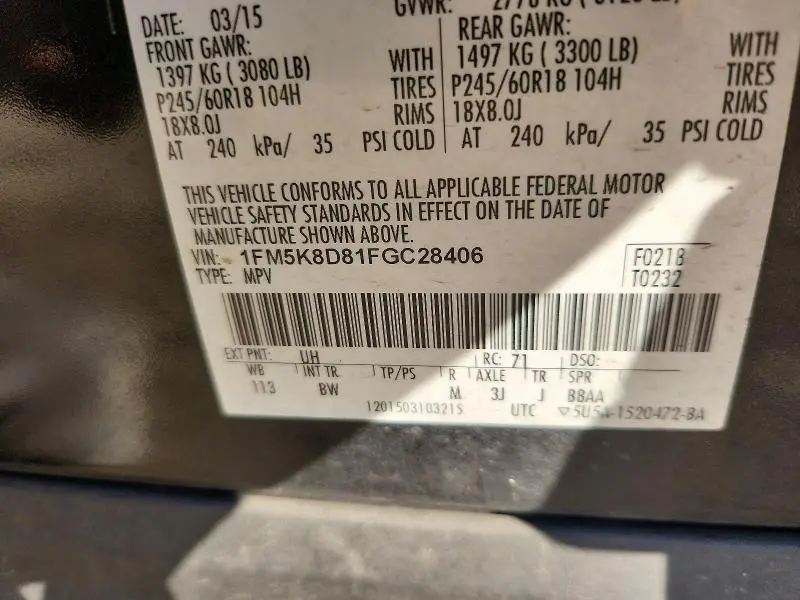 GVWR:
DATE: 03/15
FRONT GAWR: REAR GAWR:
1397 KG ( 3080 LB) WITH 1497 KG ( 3300 LB) WITH
P245/60R18 104H TIRES P245/60R18 104H TIRES
18X8.0J RIMS 18X8.0J RIMS
AT 240 kPa/ 35 PSI COLD AT 240 kPa/ 35 PSI COLD
THIS VEHICLE CONFORMS TO ALL APPLICABLE FEDERAL MOTOR
VEHICLE SAFETY STANDARDS IN EFFECT ON THE DATE OF
MANUFACTURE SHOWN ABOVE.
VIN: 1FM5K8D81FGC28406 F0218
TYPE: MPV T0232
EXT PNT: UH RC: 71 DSO:
WB INT TR TP/PS R AXLE TR SPR
113 BW M 3J J BBAA
1201503103215 UTC ▽5U5A-1520472-BA